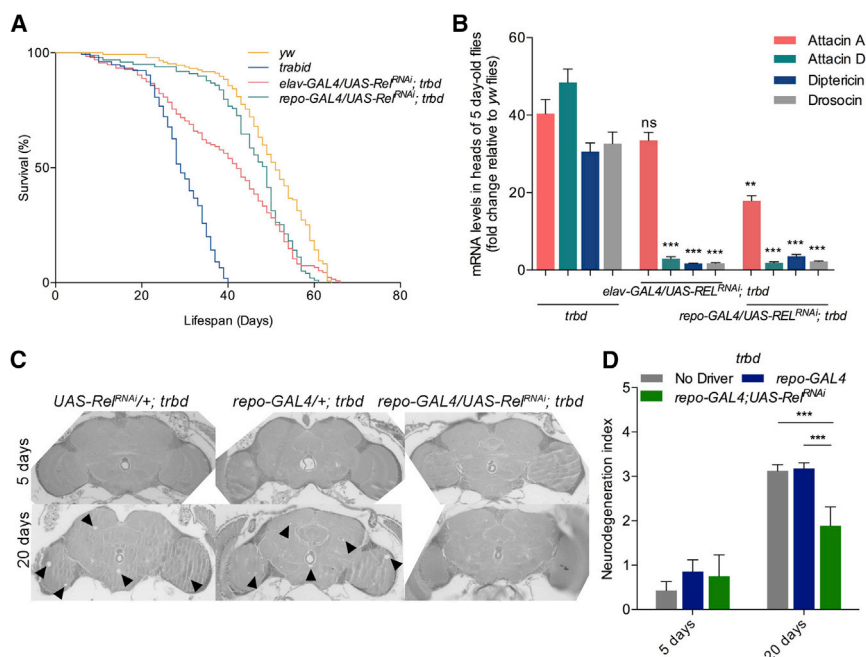 A
Survival (%)
100
50
0
0
20
40
60
80
Lifespan (Days)
yw
trabid
elav-GAL4/UAS-Rel^RNAi; trbd
repo-GAL4/UAS-Rel^RNAi; trbd
B
mRNA levels in heads of 5 day-old flies
(fold change relative to yw flies)
60
40
20
0
ns
***
***
***
**
***
***
***
Attacin A
Attacin D
Diptericin
Drosocin
trbd
elav-GAL4/UAS-REL^RNAi; trbd
repo-GAL4/UAS-REL^RNAi; trbd
C
UAS-Rel^RNAi/+; trbd
repo-GAL4/+; trbd
repo-GAL4/UAS-Rel^RNAi; trbd
5 days
20 days
D
trbd
No Driver
repo-GAL4
repo-GAL4;UAS-Rel^RNAi
Neurodegeneration index
5
4
3
2
1
0
***
***
5 days
20 days